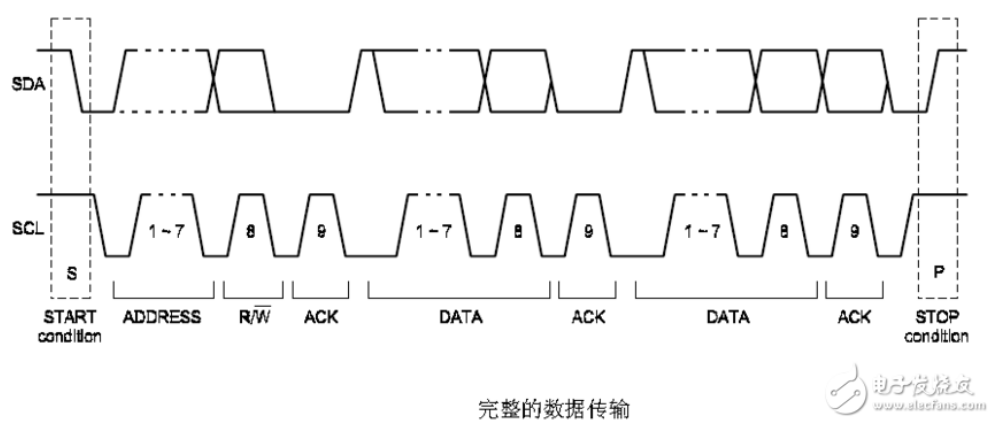 SDA
SCL
1 – 7 8 9 1 – 7 8 9 1 – 7 8 9
S P
START condition
ADDRESS
R/W̅
ACK
DATA
ACK
DATA
ACK
STOP condition
完整的数据传输
电子发烧友
www.elecfans.com